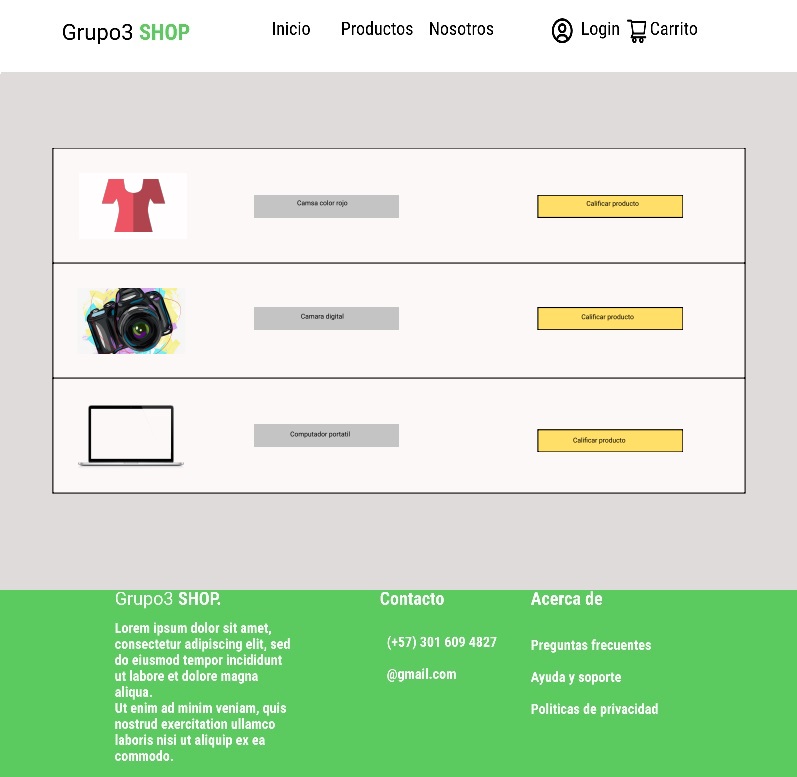 Grupo3 SHOP
Inicio Productos Nosotros Login Carrito
Camsa color rojo
Calificar producto
Camara digital
Calificar producto
Computador portatil
Calificar producto
Grupo3 SHOP.
Lorem ipsum dolor sit amet,
consectetur adipiscing elit, sed
do eiusmod tempor incididunt
ut labore et dolore magna
aliqua.
Ut enim ad minim veniam, quis
nostrud exercitation ullamco
laboris nisi ut aliquip ex ea
commodo.
Contacto
(+57) 301 609 4827
@gmail.com
Acerca de
Preguntas frecuentes
Ayuda y soporte
Politicas de privacidad